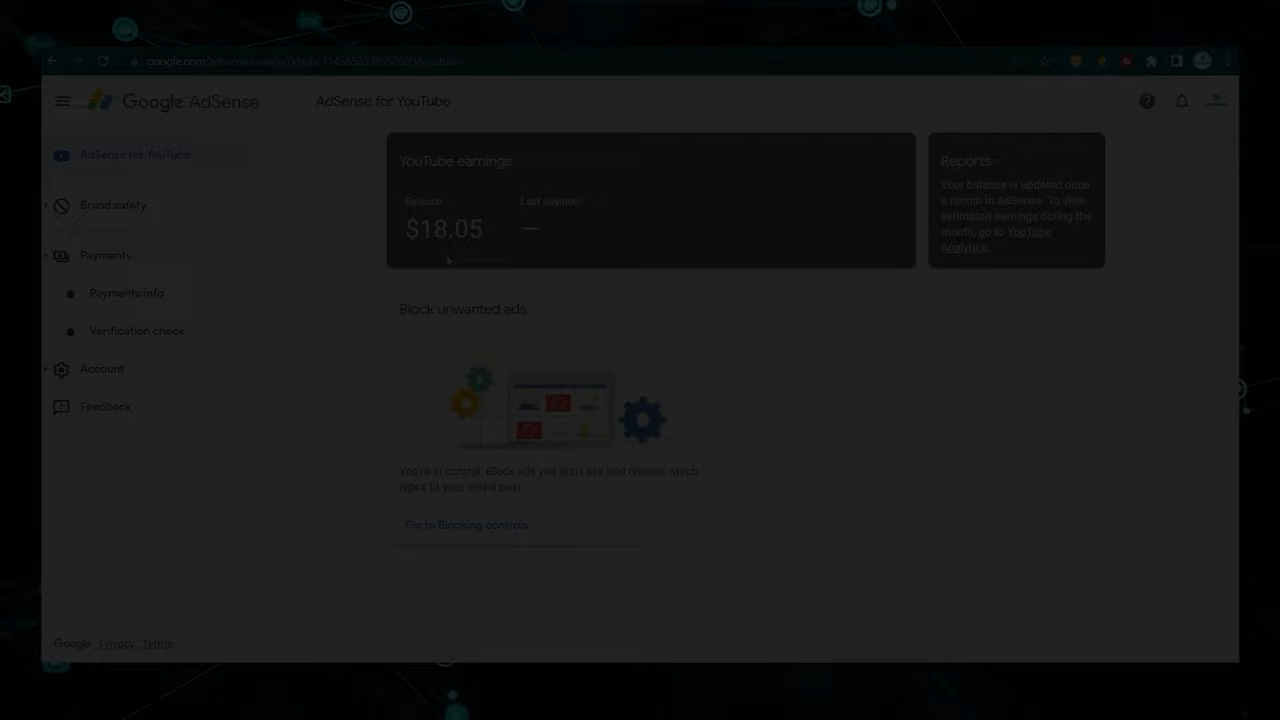 google.com/adsense
Google AdSense
AdSense for YouTube
AdSense for YouTube
Brand safety
Payments
Payments info
Verification check
Account
Feedback
YouTube earnings
Balance
Last payment
$18.05
—
Reports
Your balance is updated once
a month in AdSense. To view
estimated earnings during the
month, go to YouTube
Analytics.
Block unwanted ads
You're in control. Block ads you don't like and choose which
types fit your brand best.
Go to Blocking controls
Google · Privacy · Terms